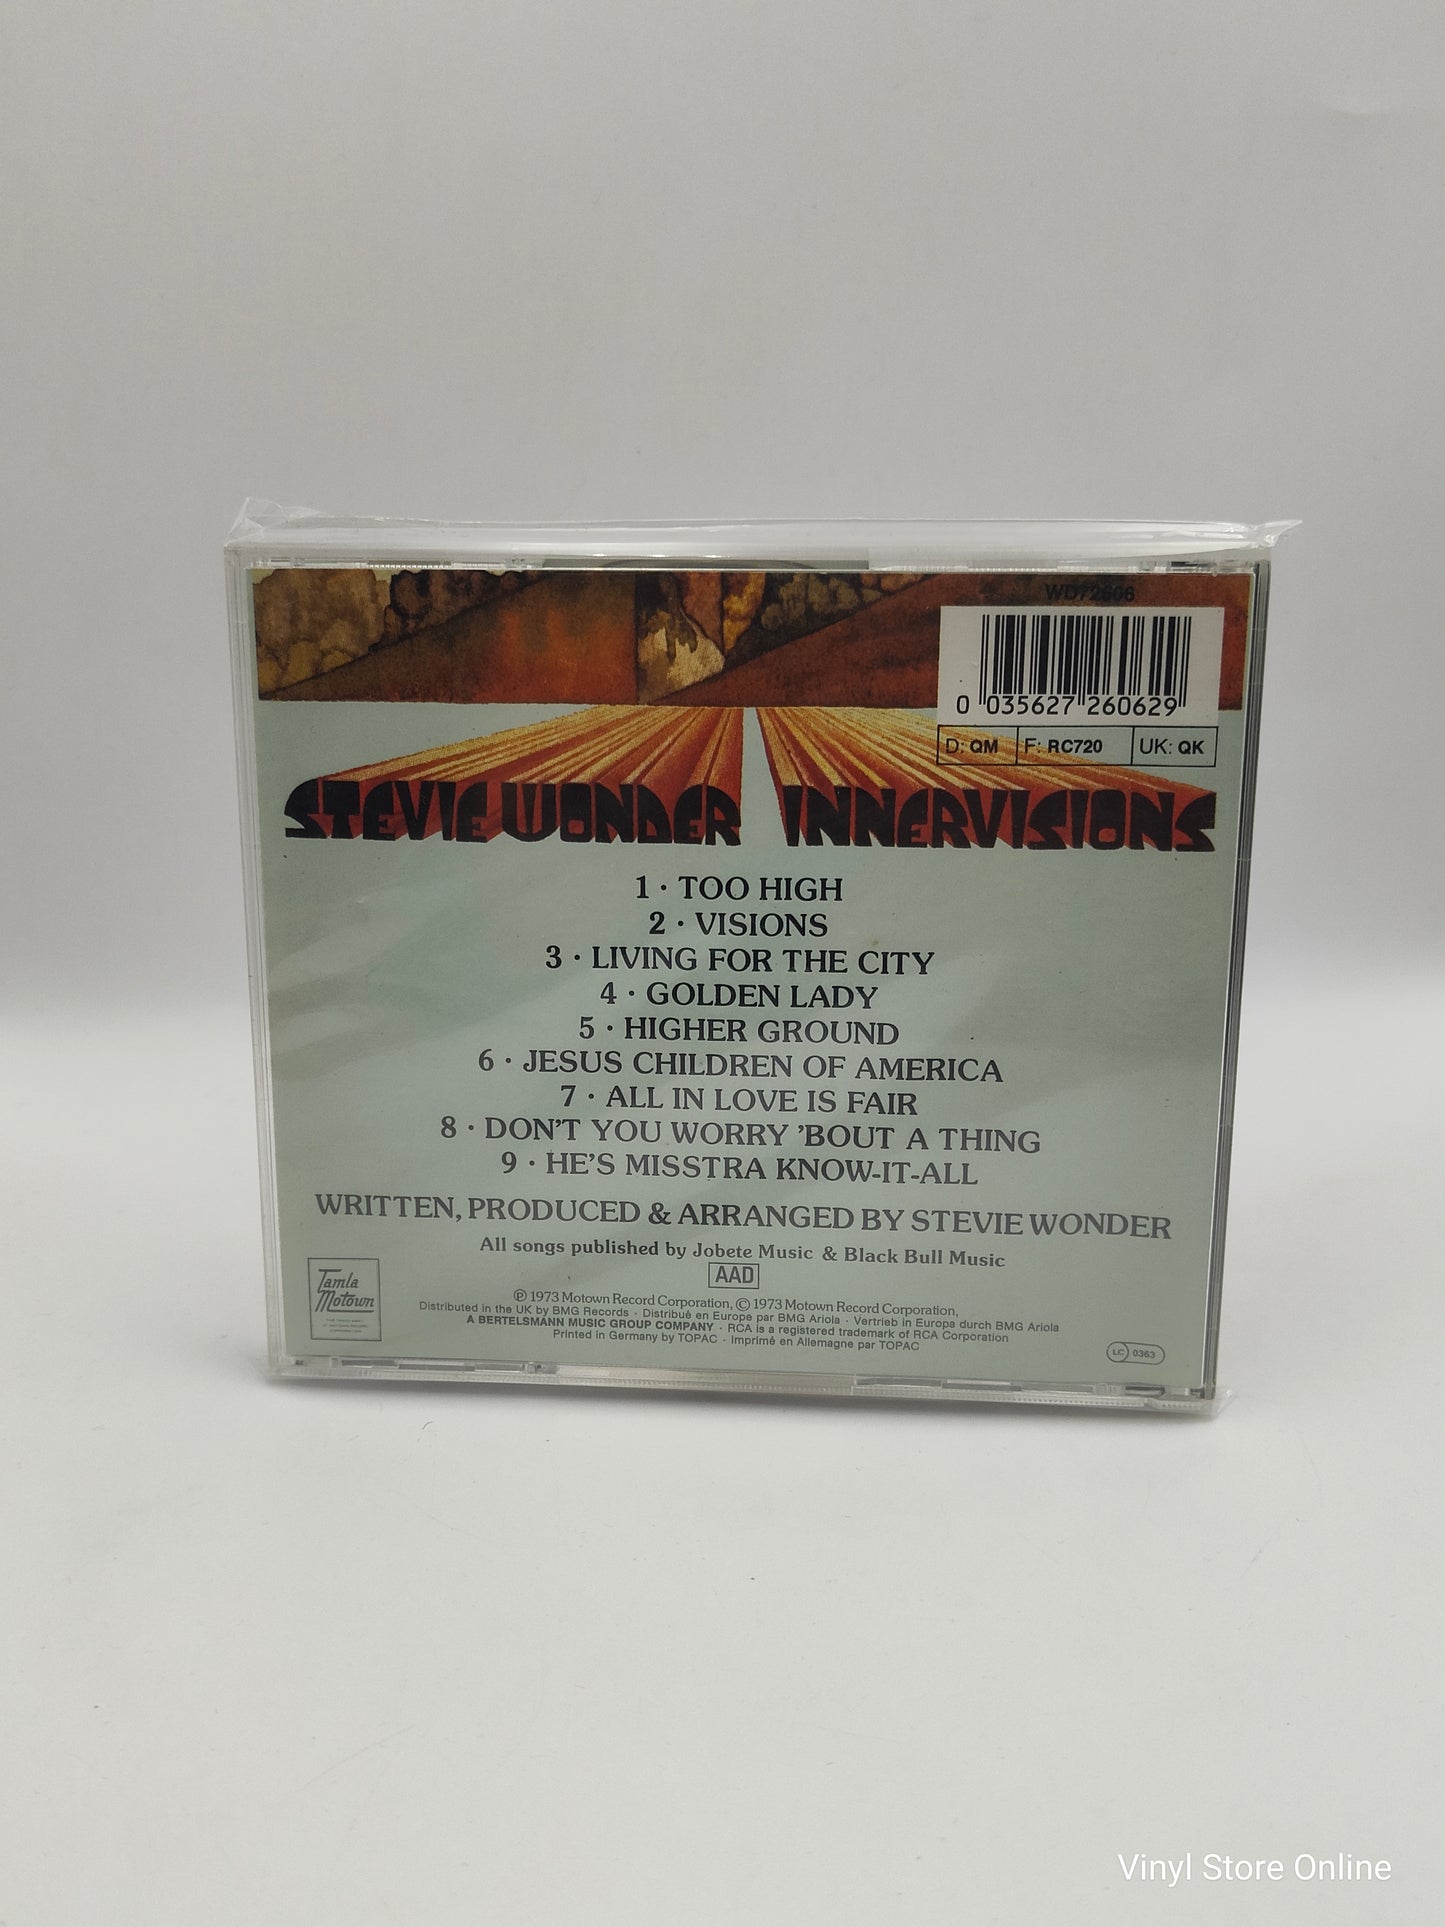 WD72606
0 035627 260629
D: QM F: RC720 UK: QK
STEVIE WONDER INNERVISIONS
1 · TOO HIGH
2 · VISIONS
3 · LIVING FOR THE CITY
4 · GOLDEN LADY
5 · HIGHER GROUND
6 · JESUS CHILDREN OF AMERICA
7 · ALL IN LOVE IS FAIR
8 · DON'T YOU WORRY 'BOUT A THING
9 · HE'S MISSTRA KNOW-IT-ALL
WRITTEN, PRODUCED & ARRANGED BY STEVIE WONDER
All songs published by Jobete Music & Black Bull Music
AAD
Tamla
Motown
℗ 1973 Motown Record Corporation, © 1973 Motown Record Corporation,
Distributed in the UK by BMG Records · Distribué en Europe par BMG Ariola · Vertrieb in Europa durch BMG Ariola
A BERTELSMANN MUSIC GROUP COMPANY · RCA is a registered trademark of RCA Corporation
Printed in Germany by TOPAC · Imprimé en Allemagne par TOPAC
LC 0363
Vinyl Store Online